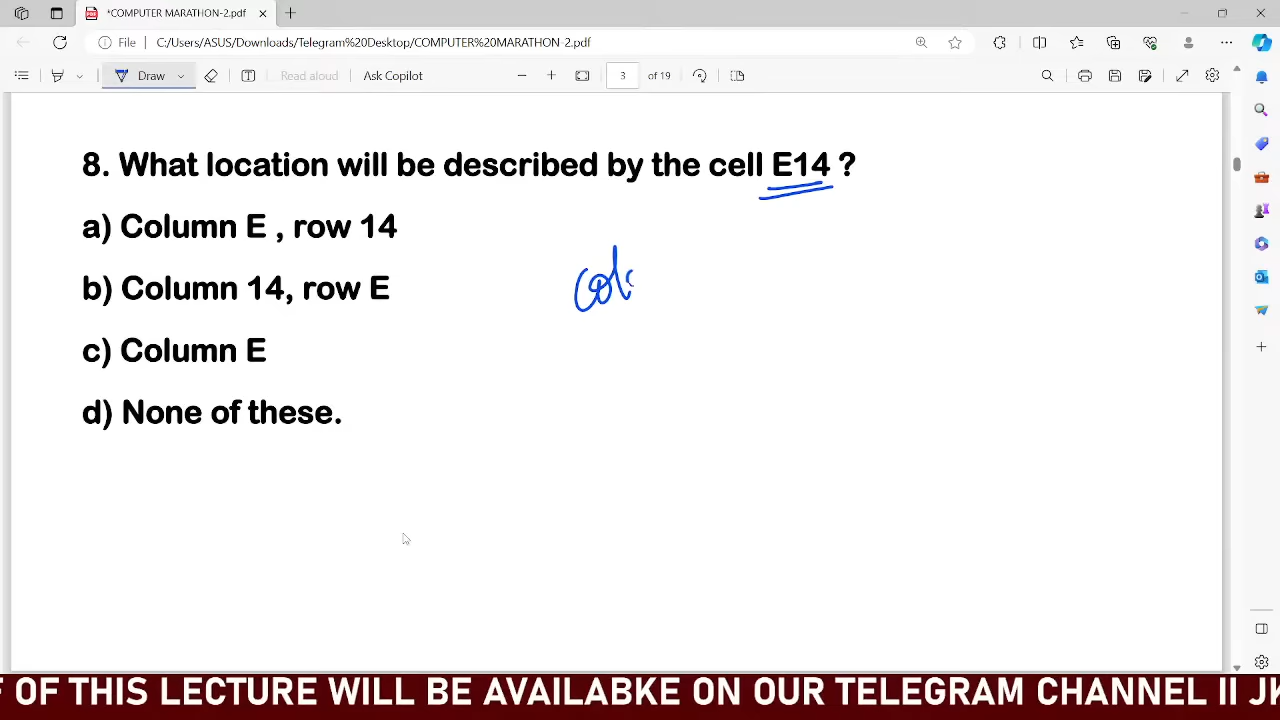 *COMPUTER MARATHON-2.pdf
File C:/Users/ASUS/Downloads/Telegram%20Desktop/COMPUTER%20MARATHON-2.pdf
Draw Read aloud Ask Copilot 3 of 19
8. What location will be described by the cell E14 ?
a) Column E , row 14
b) Column 14, row E
c) Column E
d) None of these.
OF THIS LECTURE WILL BE AVAILABKE ON OUR TELEGRAM CHANNEL II